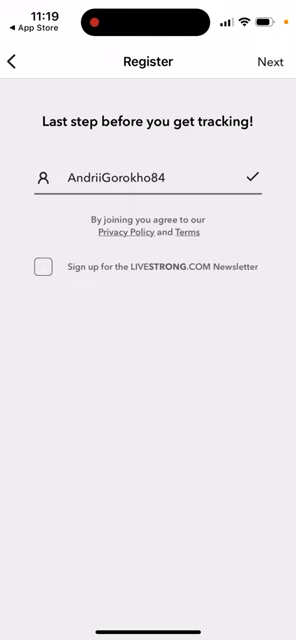 11:19
◀ App Store
Register
Next
Last step before you get tracking!
AndriiGorokho84
By joining you agree to our
Privacy Policy and Terms
Sign up for the LIVESTRONG.COM Newsletter